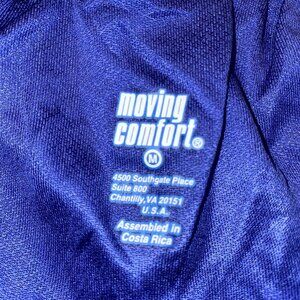 moving
comfort®
M
4500 Southgate Place
Suite 800
Chantilly, VA 20151
U.S.A.
Assembled in
Costa Rica